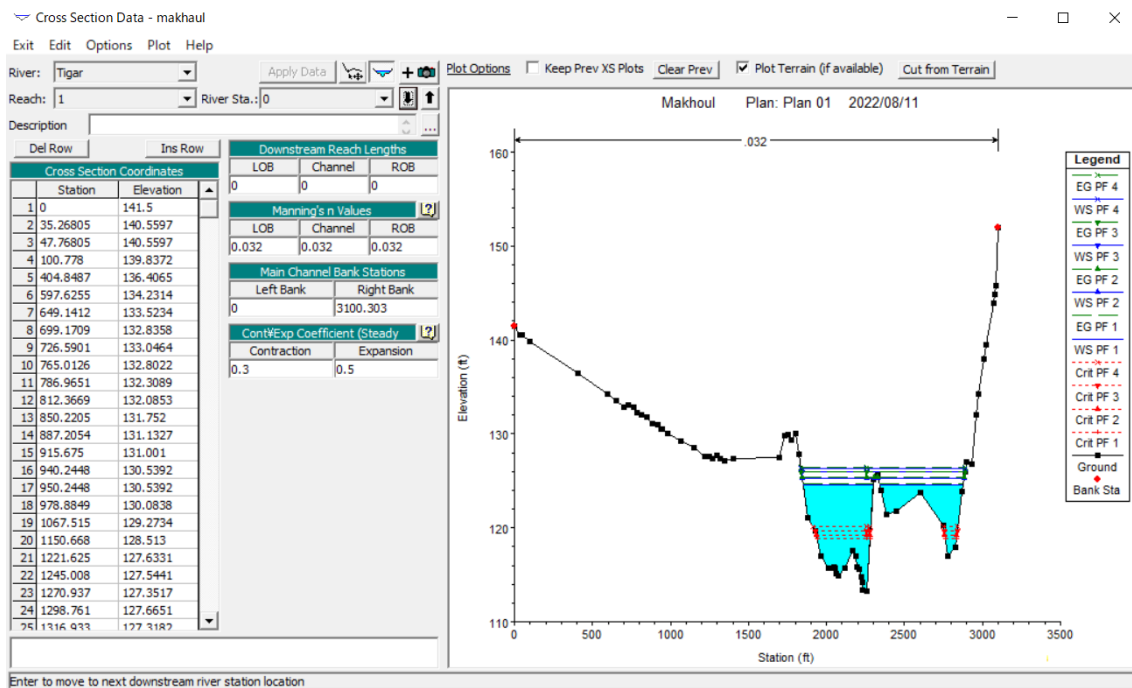 Cross Section Data - makhaul
Exit Edit Options Plot Help
River: Tigar
Apply Data
Plot Options Keep Prev XS Plots Clear Prev Plot Terrain (if available) Cut from Terrain
Reach: 1 River Sta.: 0
Description
...
Del Row Ins Row
Cross Section Coordinates
Station Elevation
1 0 141.5
2 35.26805 140.5597
3 47.76805 140.5597
4 100.778 139.8372
5 404.8487 136.4065
6 597.6255 134.2314
7 649.1412 133.5234
8 699.1709 132.8358
9 726.5901 133.0464
10 765.0126 132.8022
11 786.9651 132.3089
12 812.3669 132.0853
13 850.2205 131.752
14 887.2054 131.1327
15 915.675 131.001
16 940.2448 130.5392
17 950.2448 130.5392
18 978.8849 130.0838
19 1067.515 129.2734
20 1150.668 128.513
21 1221.625 127.6331
22 1245.008 127.5441
23 1270.937 127.3517
24 1298.761 127.6651
25 1316.933 127.3182
Downstream Reach Lengths
LOB Channel ROB
0 0 0
Manning's n Values
?
LOB Channel ROB
0.032 0.032 0.032
Main Channel Bank Stations
Left Bank Right Bank
0 3100.303
Cont¥Exp Coefficient (Steady
?
Contraction Expansion
0.3 0.5
Makhoul Plan: Plan 01 2022/08/11
.032
Elevation (ft)
160
150
140
130
120
110
0 500 1000 1500 2000 2500 3000 3500
Station (ft)
Legend
EG PF 4
WS PF 4
EG PF 3
WS PF 3
EG PF 2
WS PF 2
EG PF 1
WS PF 1
Crit PF 4
Crit PF 3
Crit PF 2
Crit PF 1
Ground
Bank Sta
Enter to move to next downstream river station location